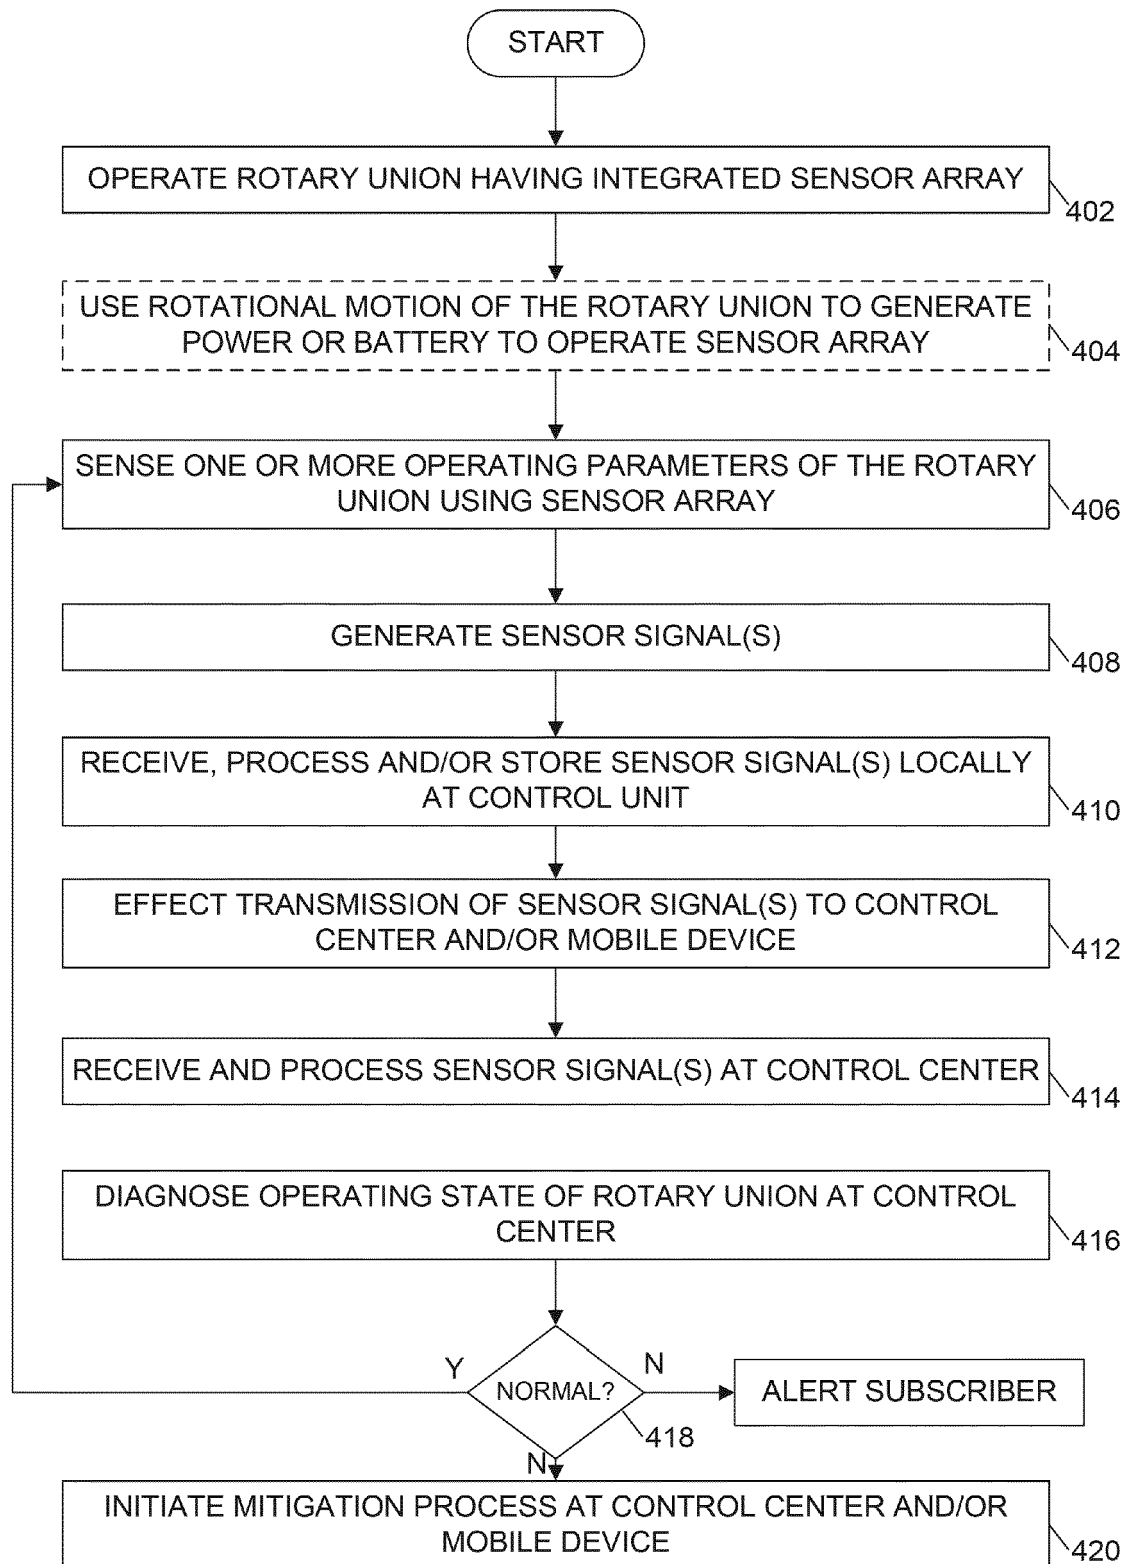 START
OPERATE ROTARY UNION HAVING INTEGRATED SENSOR ARRAY
402
USE ROTATIONAL MOTION OF THE ROTARY UNION TO GENERATE
POWER OR BATTERY TO OPERATE SENSOR ARRAY
404
SENSE ONE OR MORE OPERATING PARAMETERS OF THE ROTARY
UNION USING SENSOR ARRAY
406
GENERATE SENSOR SIGNAL(S)
408
RECEIVE, PROCESS AND/OR STORE SENSOR SIGNAL(S) LOCALLY
AT CONTROL UNIT
410
EFFECT TRANSMISSION OF SENSOR SIGNAL(S) TO CONTROL
CENTER AND/OR MOBILE DEVICE
412
RECEIVE AND PROCESS SENSOR SIGNAL(S) AT CONTROL CENTER
414
DIAGNOSE OPERATING STATE OF ROTARY UNION AT CONTROL
CENTER
416
Y
NORMAL?
N
ALERT SUBSCRIBER
418
N
INITIATE MITIGATION PROCESS AT CONTROL CENTER AND/OR
MOBILE DEVICE
420